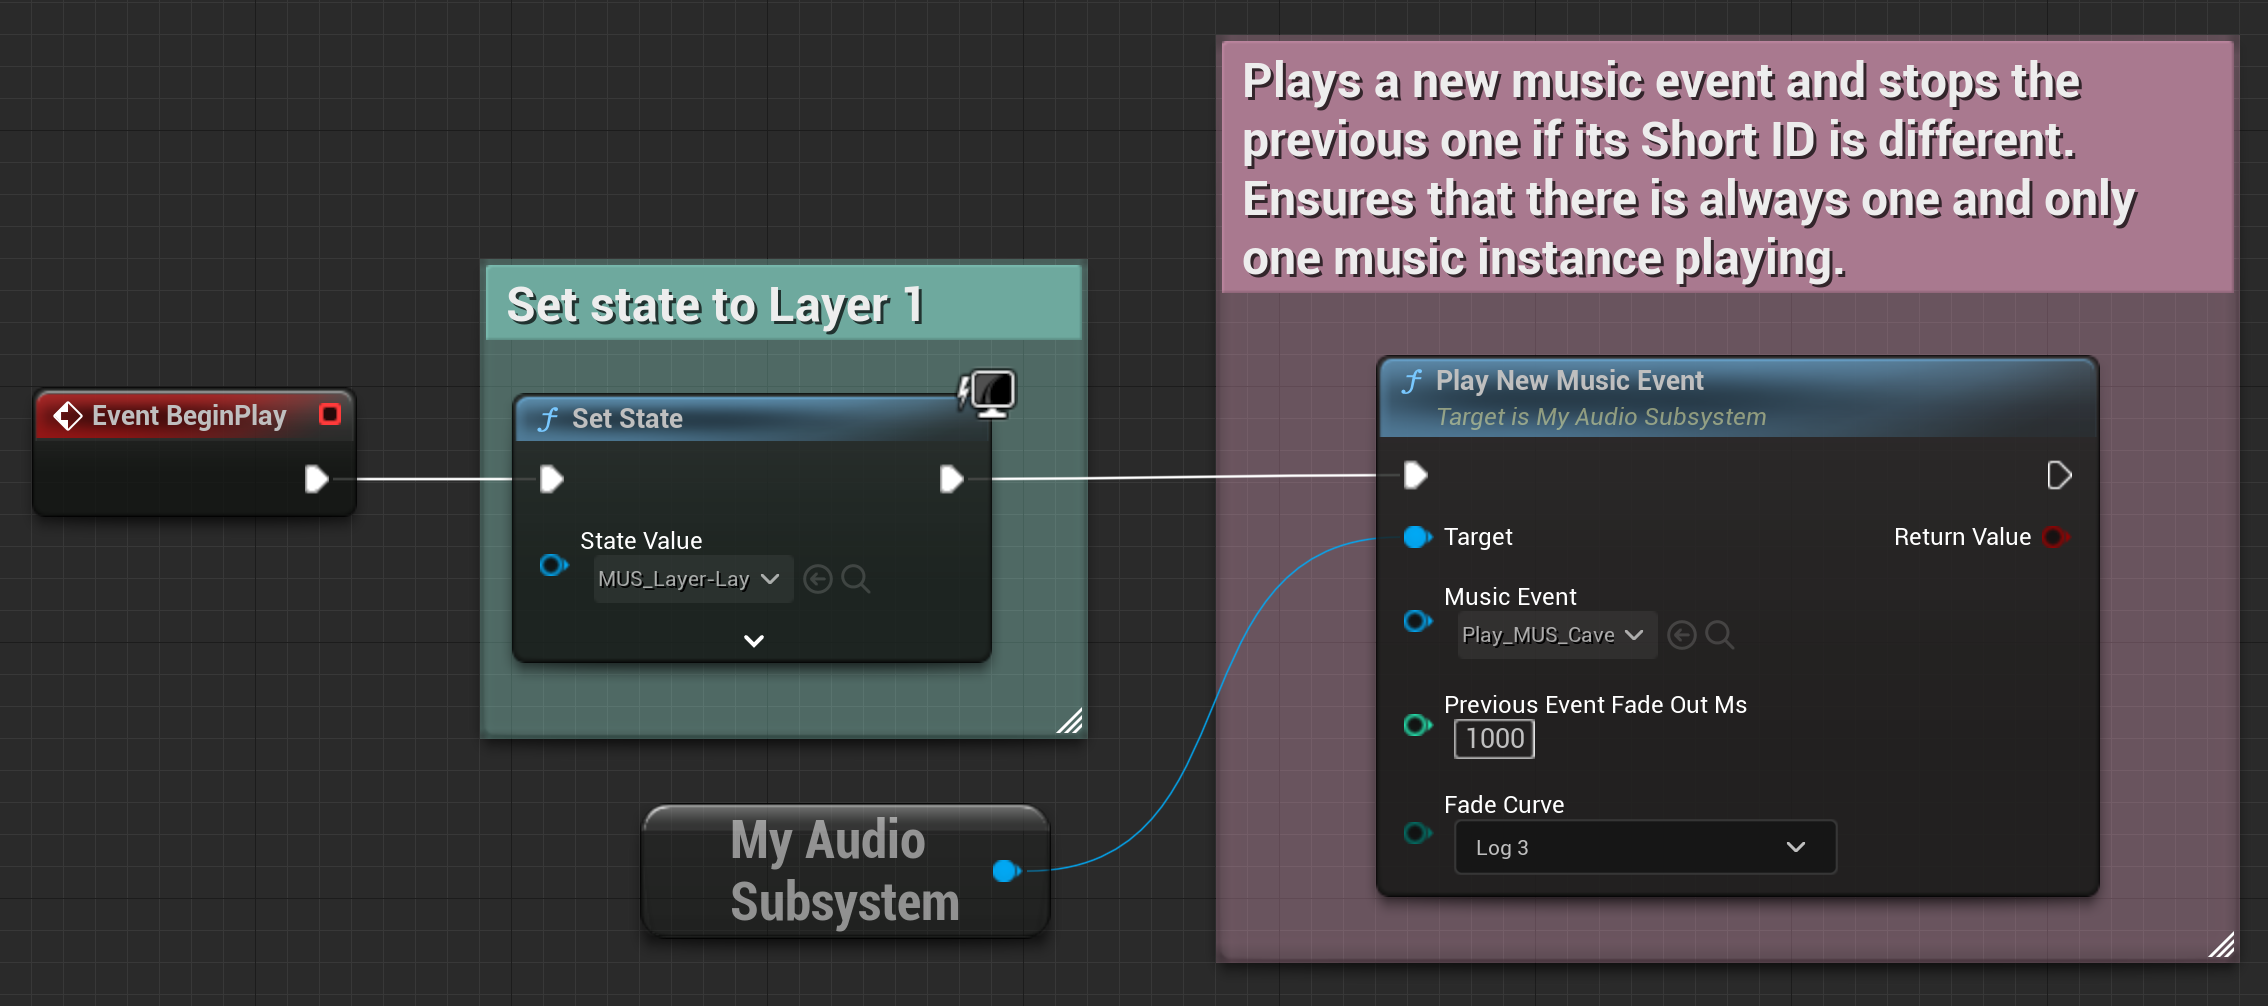 Plays a new music event and stops the
previous one if its Short ID is different.
Ensures that there is always one and only
one music instance playing.
Set state to Layer 1
Event BeginPlay
f Set State
State Value
MUS_Layer-Lay
My Audio
Subsystem
f Play New Music Event
Target is My Audio Subsystem
Target
Return Value
Music Event
Play_MUS_Cave
Previous Event Fade Out Ms
1000
Fade Curve
Log 3